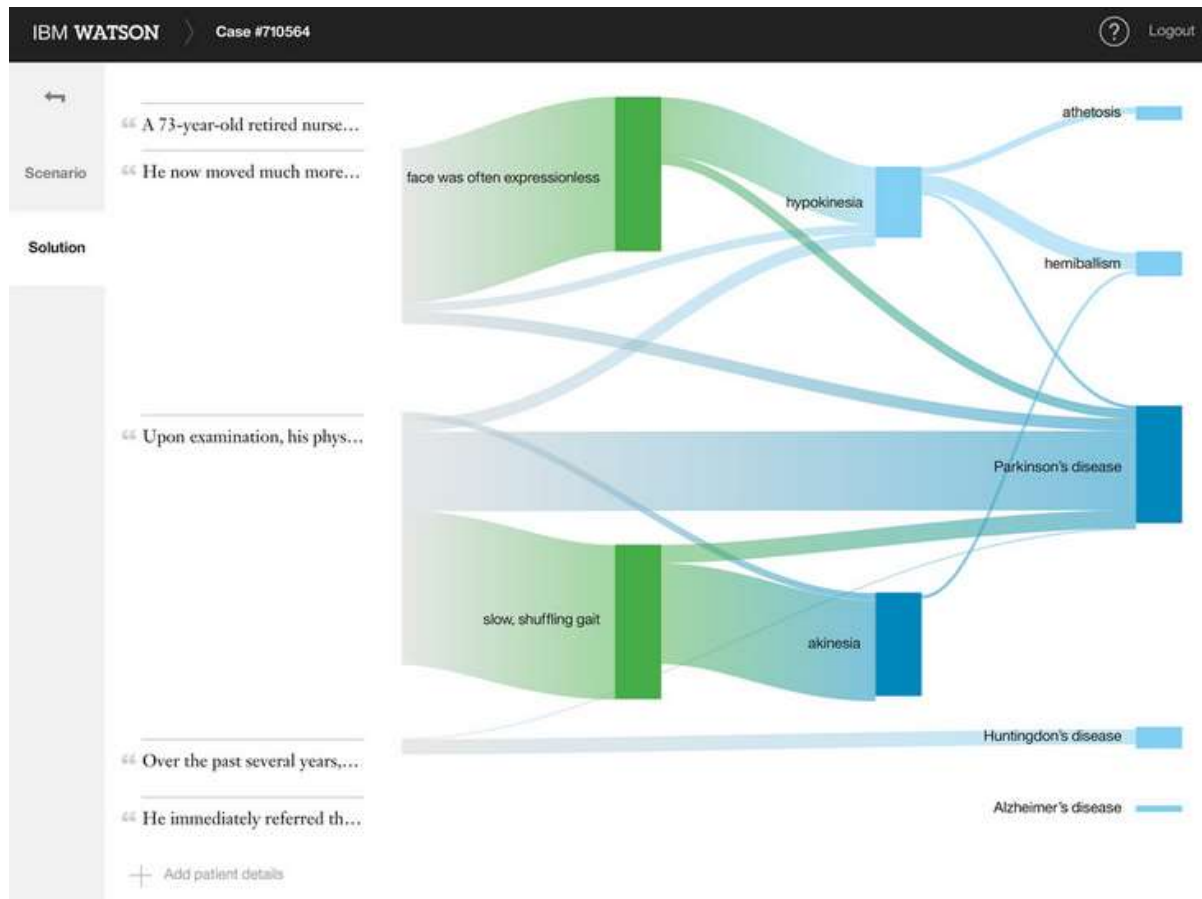 IBM WATSON Case #710564 ? Logout
Scenario
Solution
“ A 73-year-old retired nurse…
“ He now moved much more…
“ Upon examination, his phys…
“ Over the past several years,…
“ He immediately referred th…
+ Add patient details
face was often expressionless
slow, shuffling gait
hypokinesia
akinesia
athetosis
hemiballism
Parkinson's disease
Huntingdon's disease
Alzheimer's disease